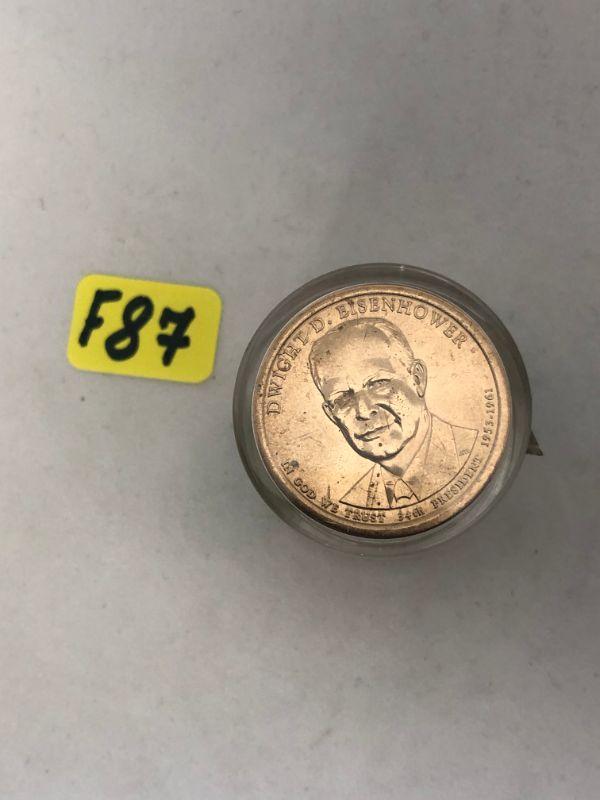 F87
DWIGHT D. EISENHOWER
IN GOD WE TRUST 34th PRESIDENT 1953-1961